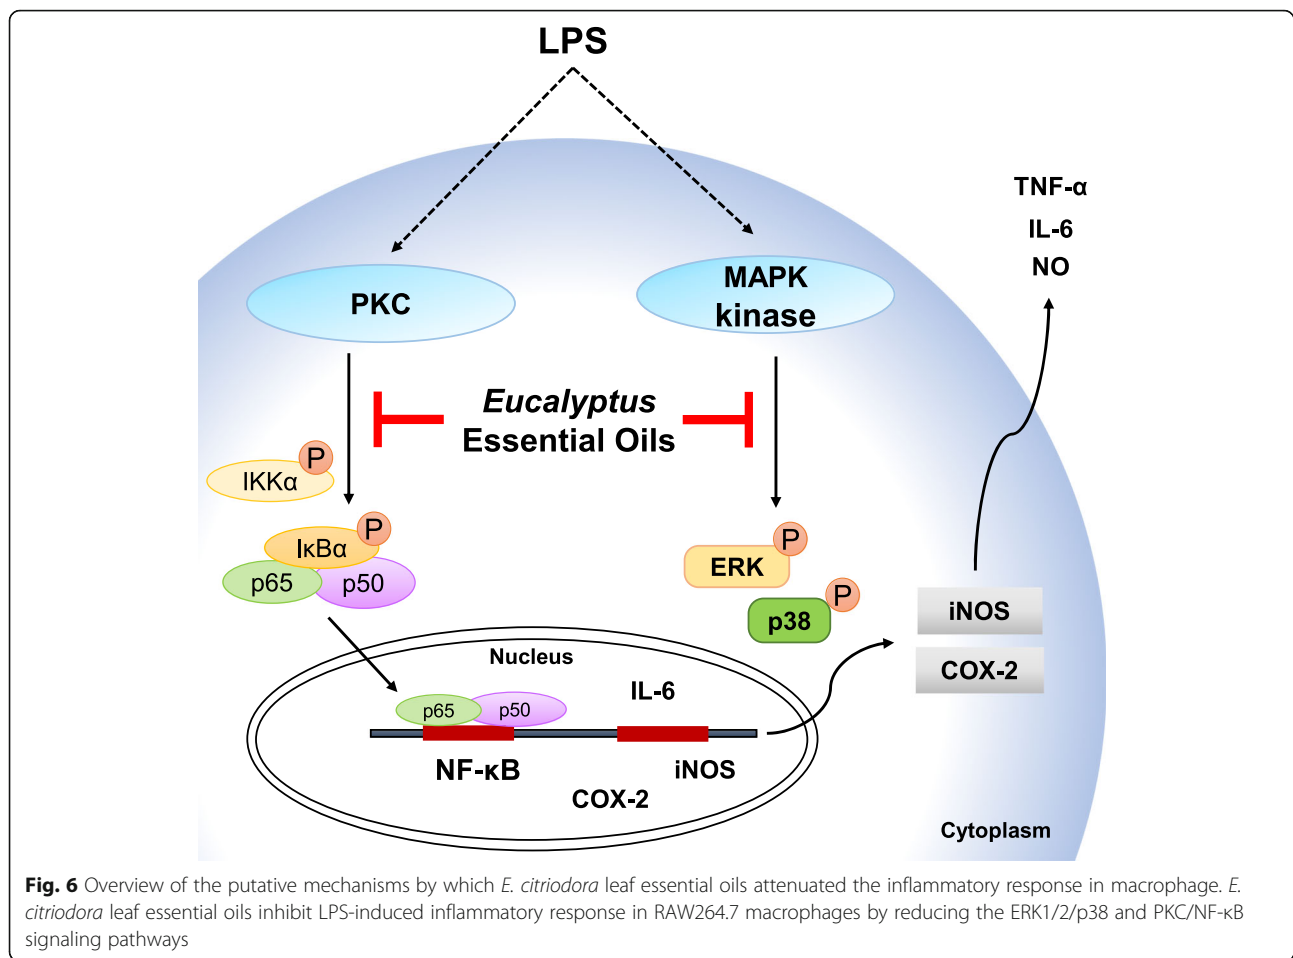 LPS
TNF-α
IL-6
NO
PKC
MAPK
kinase
Eucalyptus
Essential Oils
P
IKKα
P
IκBα
p65
p50
P
ERK
P
p38
iNOS
COX-2
Nucleus
IL-6
p65
p50
NF-κB
iNOS
COX-2
Cytoplasm
Fig. 6 Overview of the putative mechanisms by which E. citriodora leaf essential oils attenuated the inflammatory response in macrophage. E.
citriodora leaf essential oils inhibit LPS-induced inflammatory response in RAW264.7 macrophages by reducing the ERK1/2/p38 and PKC/NF-κB
signaling pathways